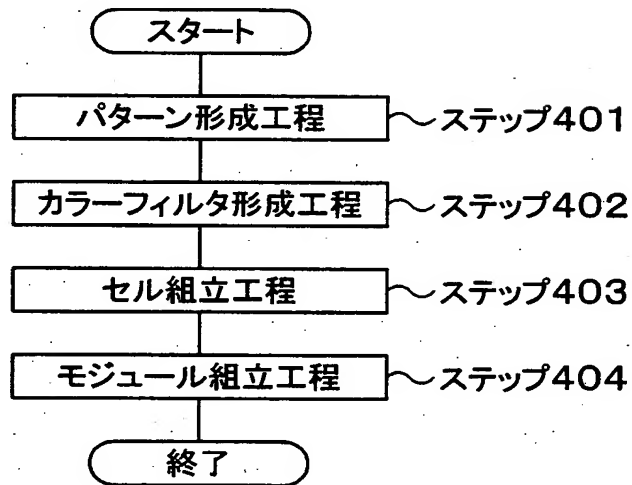 スタート
パターン形成工程 ステップ401
カラーフィルタ形成工程 ステップ402
セル組立工程 ステップ403
モジュール組立工程 ステップ404
終了